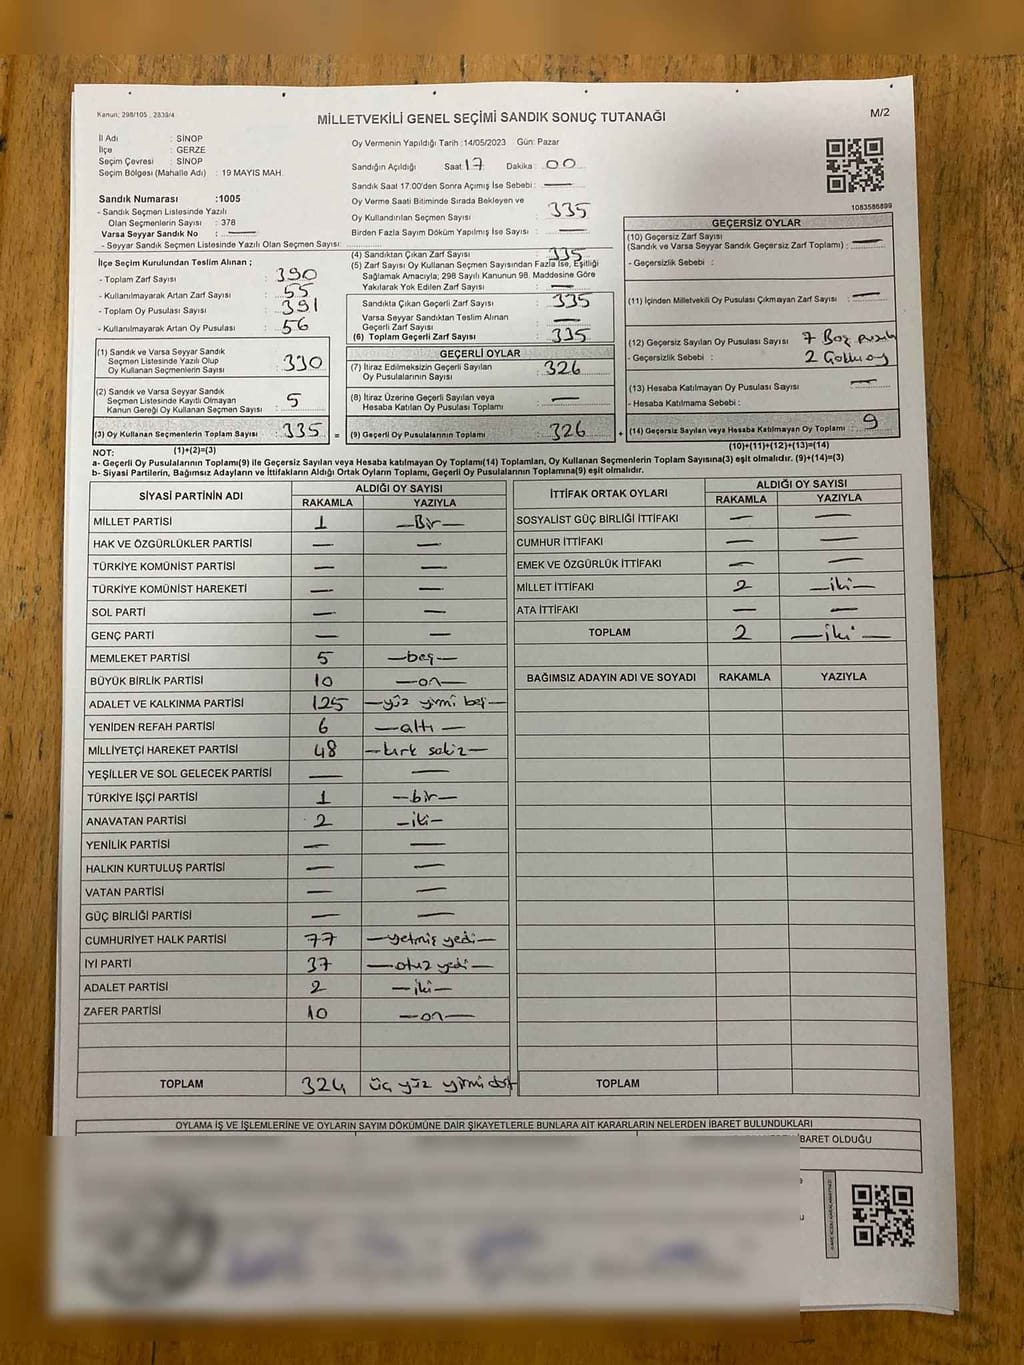 Kanun: 298/105 , 2839/4
MİLLETVEKİLİ GENEL SEÇİMİ SANDIK SONUÇ TUTANAĞI
M/2
İl Adı : SİNOP
İlçe : GERZE
Seçim Çevresi : SİNOP
Seçim Bölgesi (Mahalle Adı) : 19 MAYIS MAH.
Sandık Numarası :1005
- Sandık Seçmen Listesinde Yazılı
Olan Seçmenlerin Sayısı : 378
Varsa Seyyar Sandık No : —
- Seyyar Sandık Seçmen Listesinde Yazılı Olan Seçmen Sayısı:
Oy Vermenin Yapıldığı Tarih :14/05/2023 Gün: Pazar
Sandığın Açıldığı Saat 17 Dakika : 00
Sandık Saat 17.00'den Sonra Açımış İse Sebebi : —
Oy Verme Saati Bitiminde Sırada Bekleyen ve
Oy Kullandırılan Seçmen Sayısı : 335
Birden Fazla Sayım Döküm Yapılmış İse Sayısı : —
1083586899
İlçe Seçim Kurulundan Teslim Alınan ;
- Toplam Zarf Sayısı : 390
- Kullanılmayarak Artan Zarf Sayısı : 55
- Toplam Oy Pusulası Sayısı : 391
- Kullanılmayarak Artan Oy Pusulası : 56
(1) Sandık ve Varsa Seyyar Sandık
Seçmen Listesinde Yazılı Olup
Oy Kullanan Seçmenlerin Sayısı : 330
(2) Sandık ve Varsa Seyyar Sandık
Seçmen Listesinde Kayıtlı Olmayan
Kanun Gereği Oy Kullanan Seçmen Sayısı : 5
(3) Oy Kullanan Seçmenlerin Toplam Sayısı : 335 =
(4) Sandıktan Çıkan Zarf Sayısı : 335
(5) Zarf Sayısı Oy Kullanan Seçmen Sayısından Fazla İse, Eşitliği
Sağlamak Amacıyla; 298 Sayılı Kanunun 98. Maddesine Göre
Yakılarak Yok Edilen Zarf Sayısı : —
Sandıkta Çıkan Geçerli Zarf Sayısı : 335
Varsa Seyyar Sandıktan Teslim Alınan
Geçerli Zarf Sayısı : —
(6) Toplam Geçerli Zarf Sayısı : 335
GEÇERLİ OYLAR
(7) İtiraz Edilmeksizin Geçerli Sayılan
Oy Pusulalarının Sayısı : 326
(8) İtiraz Üzerine Geçerli Sayılan veya
Hesaba Katılan Oy Pusulası Toplamı : —
(9) Geçerli Oy Pusulalarının Toplamı : 326 +
GEÇERSİZ OYLAR
(10) Geçersiz Zarf Sayısı
(Sandık ve Varsa Seyyar Sandık Geçersiz Zarf Toplamı) : —
- Geçersizlik Sebebi :
(11) İçinden Milletvekili Oy Pusulası Çıkmayan Zarf Sayısı : —
(12) Geçersiz Sayılan Oy Pusulası Sayısı : 7 Boş pusula
- Geçersizlik Sebebi : 2 Çoklu oy
(13) Hesaba Katılmayan Oy Pusulası Sayısı : —
- Hesaba Katılmama Sebebi :
(14) Geçersiz Sayılan veya Hesaba Katılmayan Oy Toplamı : 9
NOT: (1)+(2)=(3) (10)+(11)+(12)+(13)=(14)
a- Geçerli Oy Pusulalarının Toplamı(9) ile Geçersiz Sayılan veya Hesaba katılmayan Oy Toplamı(14) Toplamları, Oy Kullanan Seçmenlerin Toplam Sayısına(3) eşit olmalıdır. (9)+(14)=(3)
b- Siyasi Partilerin, Bağımsız Adayların ve İttifakların Aldığı Ortak Oyların Toplamı, Geçerli Oy Pusulalarının Toplamına(9) eşit olmalıdır.
SİYASİ PARTİNİN ADI ALDIĞI OY SAYISI
RAKAMLA YAZIYLA
MİLLET PARTİSİ 1 —Bir—
HAK VE ÖZGÜRLÜKLER PARTİSİ — —
TÜRKİYE KOMÜNİST PARTİSİ — —
TÜRKİYE KOMÜNİST HAREKETİ — —
SOL PARTİ — —
GENÇ PARTİ — —
MEMLEKET PARTİSİ 5 —beş—
BÜYÜK BİRLİK PARTİSİ 10 —on—
ADALET VE KALKINMA PARTİSİ 125 —yüz yirmi beş—
YENİDEN REFAH PARTİSİ 6 —altı—
MİLLİYETÇİ HAREKET PARTİSİ 48 —kırk sekiz—
YEŞİLLER VE SOL GELECEK PARTİSİ — —
TÜRKİYE İŞÇİ PARTİSİ 1 —bir—
ANAVATAN PARTİSİ 2 —iki—
YENİLİK PARTİSİ — —
HALKIN KURTULUŞ PARTİSİ — —
VATAN PARTİSİ — —
GÜÇ BİRLİĞİ PARTİSİ — —
CUMHURİYET HALK PARTİSİ 77 —yetmiş yedi—
İYİ PARTİ 37 —otuz yedi—
ADALET PARTİSİ 2 —iki—
ZAFER PARTİSİ 10 —on—
TOPLAM 324 üç yüz yirmi dört
İTTİFAK ORTAK OYLARI ALDIĞI OY SAYISI
RAKAMLA YAZIYLA
SOSYALİST GÜÇ BİRLİĞİ İTTİFAKI — —
CUMHUR İTTİFAKI — —
EMEK VE ÖZGÜRLÜK İTTİFAKI — —
MİLLET İTTİFAKI 2 —iki—
ATA İTTİFAKI — —
TOPLAM 2 —iki—
BAĞIMSIZ ADAYIN ADI VE SOYADI RAKAMLA YAZIYLA
TOPLAM
OYLAMA İŞ VE İŞLEMLERİNE VE OYLARIN SAYIM DÖKÜMÜNE DAİR ŞİKAYETLERLE BUNLARA AİT KARARLARIN NELERDEN İBARET BULUNDUKLARI
İBARET OLDUĞU